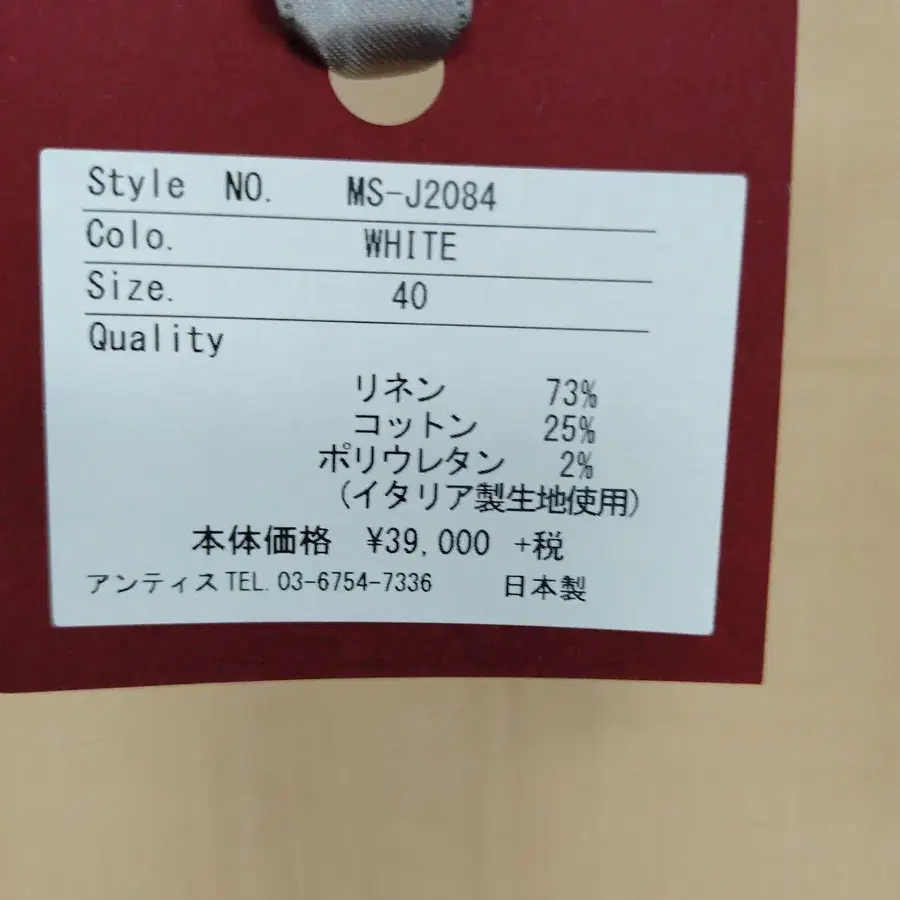 Style NO. MS-J2084
Colo. WHITE
Size. 40
Quality
リネン 73%
コットン 25%
ポリウレタン 2%
(イタリア製生地使用)
本体価格 ¥39,000 +税
アンティス TEL. 03-6754-7336 日本製